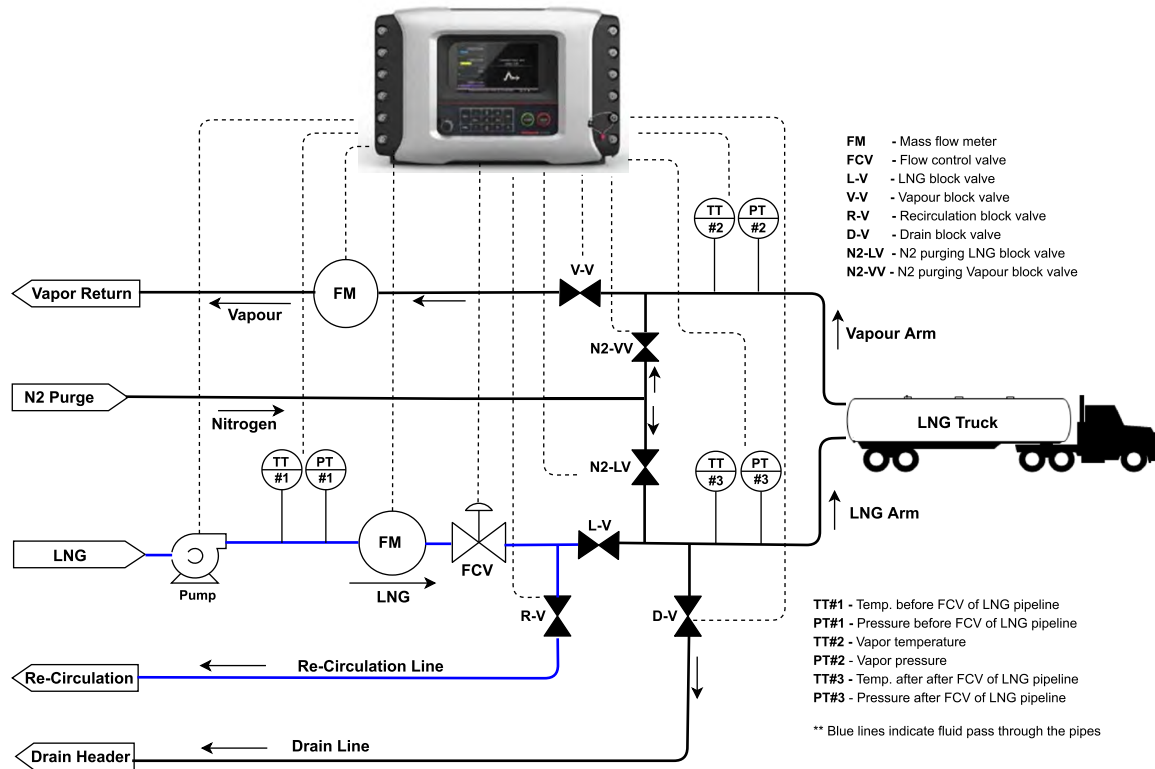 FM - Mass flow meter
FCV - Flow control valve
L-V - LNG block valve
V-V - Vapour block valve
R-V - Recirculation block valve
D-V - Drain block valve
N2-LV - N2 purging LNG block valve
N2-VV - N2 purging Vapour block valve
TT
#2
PT
#2
V-V
Vapor Return
FM
Vapour
Vapour Arm
N2-VV
N2 Purge
Nitrogen
LNG Truck
TT
#1
PT
#1
N2-LV
TT
#3
PT
#3
LNG Arm
L-V
LNG
FM
FCV
Pump
LNG
R-V
D-V
TT#1 - Temp. before FCV of LNG pipeline
PT#1 - Pressure before FCV of LNG pipeline
TT#2 - Vapor temperature
PT#2 - Vapor pressure
TT#3 - Temp. after after FCV of LNG pipeline
PT#3 - Pressure after FCV of LNG pipeline
Re-Circulation Line
Re-Circulation
** Blue lines indicate fluid pass through the pipes
Drain Line
Drain Header